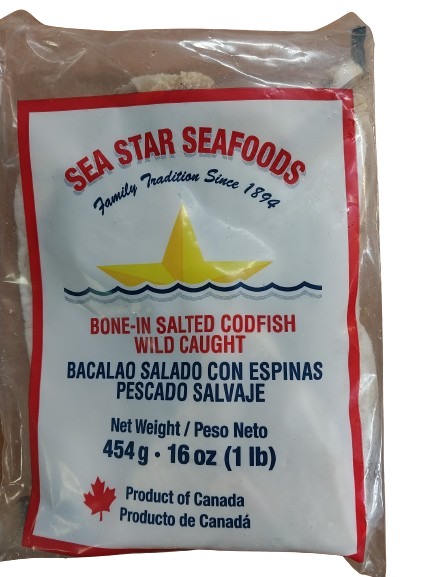 SEA STAR SEAFOODS
Family Tradition Since 1894
BONE-IN SALTED CODFISH
WILD CAUGHT
BACALAO SALADO CON ESPINAS
PESCADO SALVAJE
Net Weight / Peso Neto
454 g • 16 oz (1 lb)
Product of Canada
Producto de Canadá